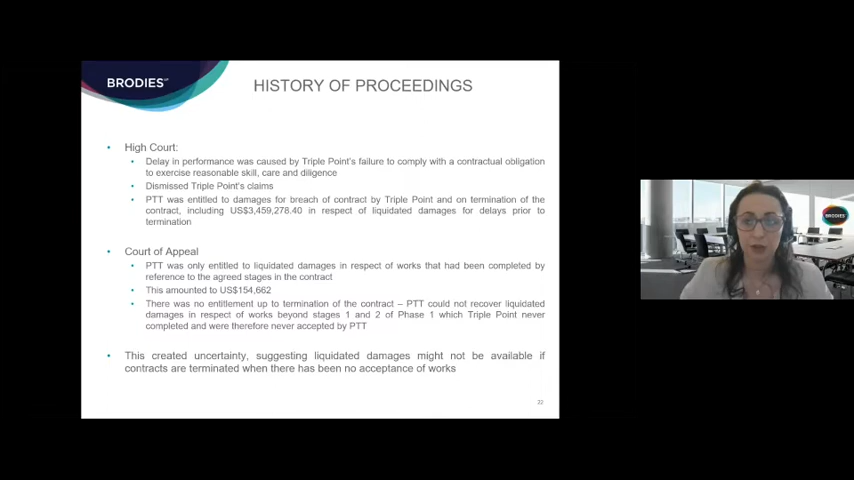 BRODIES LLP
HISTORY OF PROCEEDINGS
• High Court:
• Delay in performance was caused by Triple Point's failure to comply with a contractual obligation
to exercise reasonable skill, care and diligence
• Dismissed Triple Point's claims
• PTT was entitled to damages for breach of contract by Triple Point and on termination of the
contract, including US$3,459,278.40 in respect of liquidated damages for delays prior to
termination
• Court of Appeal
• PTT was only entitled to liquidated damages in respect of works that had been completed by
reference to the agreed stages in the contract
• This amounted to US$154,662
• There was no entitlement up to termination of the contract – PTT could not recover liquidated
damages in respect of works beyond stages 1 and 2 of Phase 1 which Triple Point never
completed and were therefore never accepted by PTT
• This created uncertainty, suggesting liquidated damages might not be available if
contracts are terminated when there has been no acceptance of works
22
BRODIES